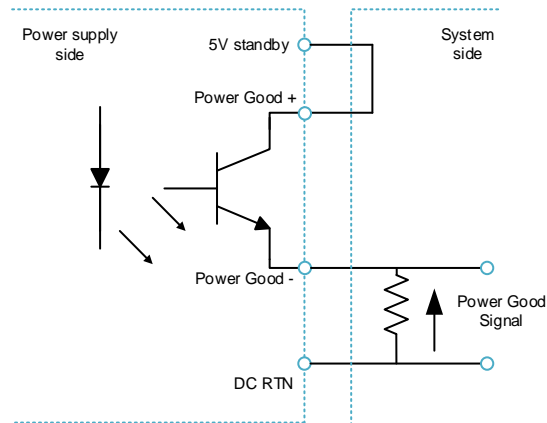 Power supply
side
5V standby
System
side
Power Good +
Power Good -
Power Good
Signal
DC RTN